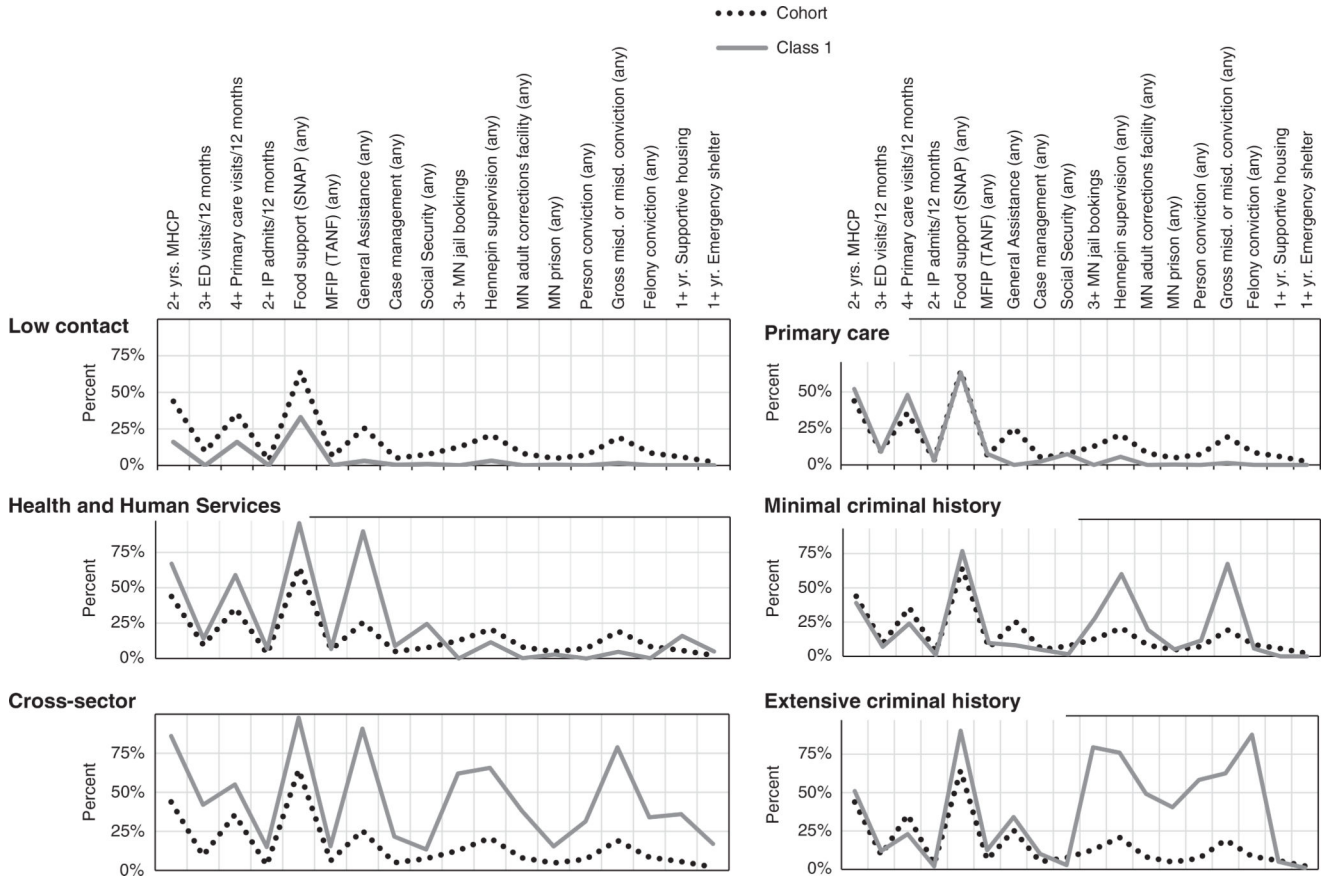 Cohort
Class 1
2+ yrs. MHCP
3+ ED visits/12 months
4+ Primary care visits/12 months
2+ IP admits/12 months
Food support (SNAP) (any)
MFIP (TANF) (any)
General Assistance (any)
Case management (any)
Social Security (any)
3+ MN jail bookings
Hennepin supervision (any)
MN adult corrections facility (any)
MN prison (any)
Person conviction (any)
Gross misd. or misd. conviction (any)
Felony conviction (any)
1+ yr. Supportive housing
1+ yr. Emergency shelter
2+ yrs. MHCP
3+ ED visits/12 months
4+ Primary care visits/12 months
2+ IP admits/12 months
Food support (SNAP) (any)
MFIP (TANF) (any)
General Assistance (any)
Case management (any)
Social Security (any)
3+ MN jail bookings
Hennepin supervision (any)
MN adult corrections facility (any)
MN prison (any)
Person conviction (any)
Gross misd. or misd. conviction (any)
Felony conviction (any)
1+ yr. Supportive housing
1+ yr. Emergency shelter
Low contact
Percent
75%
50%
25%
0%
Primary care
Percent
50%
25%
0%
Health and Human Services
Percent
75%
50%
25%
0%
Minimal criminal history
Percent
75%
50%
25%
0%
Cross-sector
Percent
75%
50%
25%
0%
Extensive criminal history
Percent
75%
50%
25%
0%